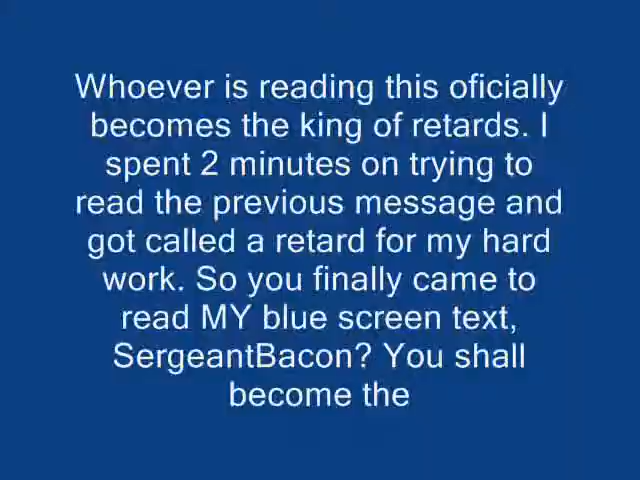 Whoever is reading this oficially
becomes the king of retards. I
spent 2 minutes on trying to
read the previous message and
got called a retard for my hard
work. So you finally came to
read MY blue screen text,
SergeantBacon? You shall
become the